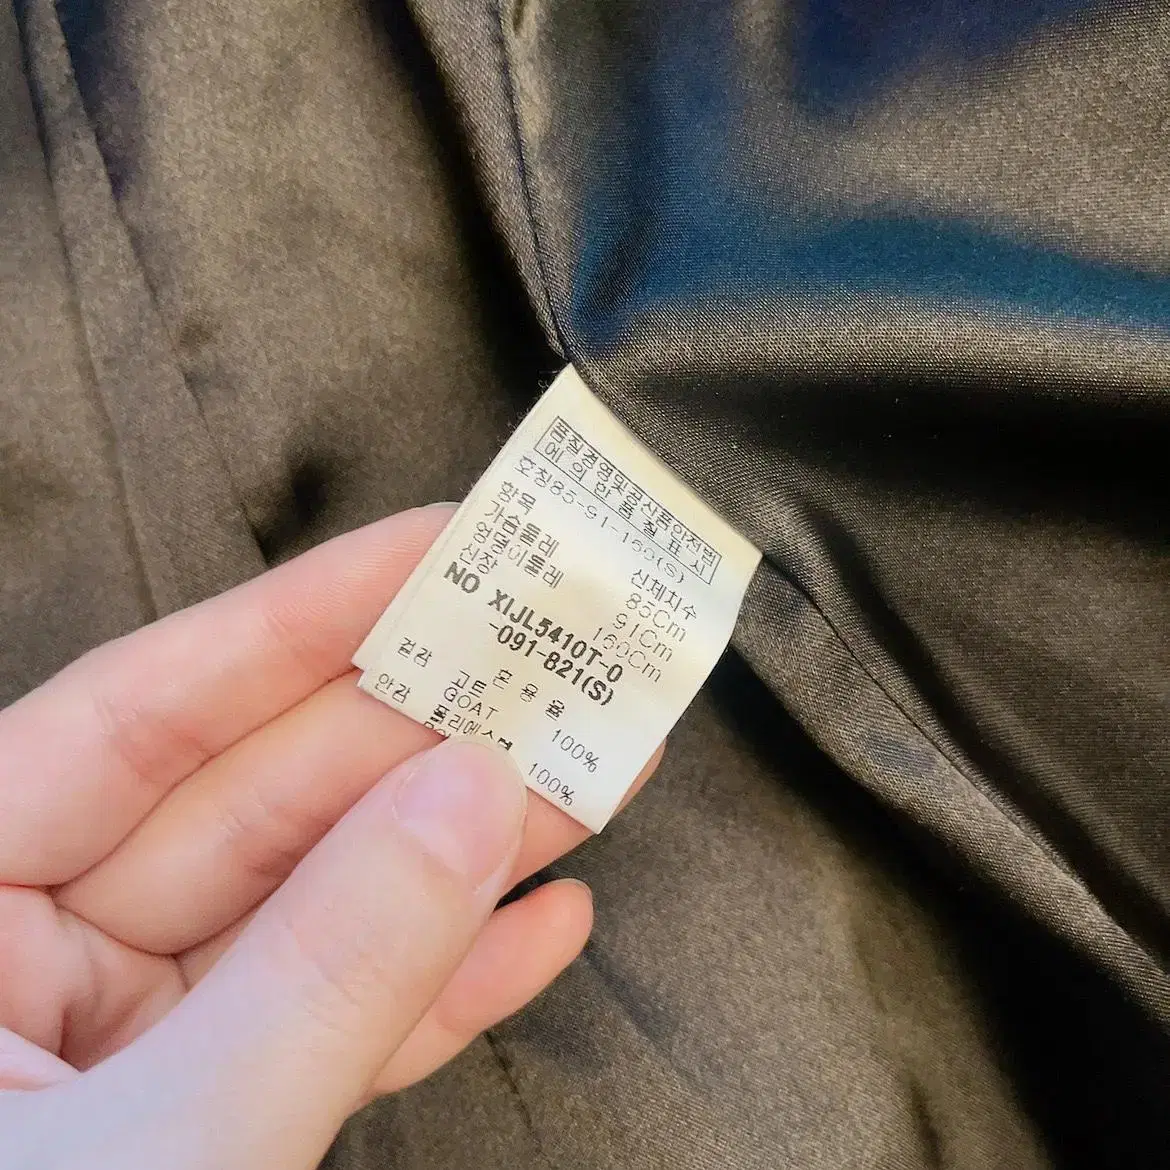 품질경영및공산품안전법
에 의한 품질표시
호칭85-91-160(S)
항목 신체치수
가슴둘레 85Cm
엉덩이둘레 91Cm
신장 160Cm
NO XIJL5410T-0
-091-821(S)
혼용율
겉감 고트
GOAT 100%
안감 폴리에스터
100%